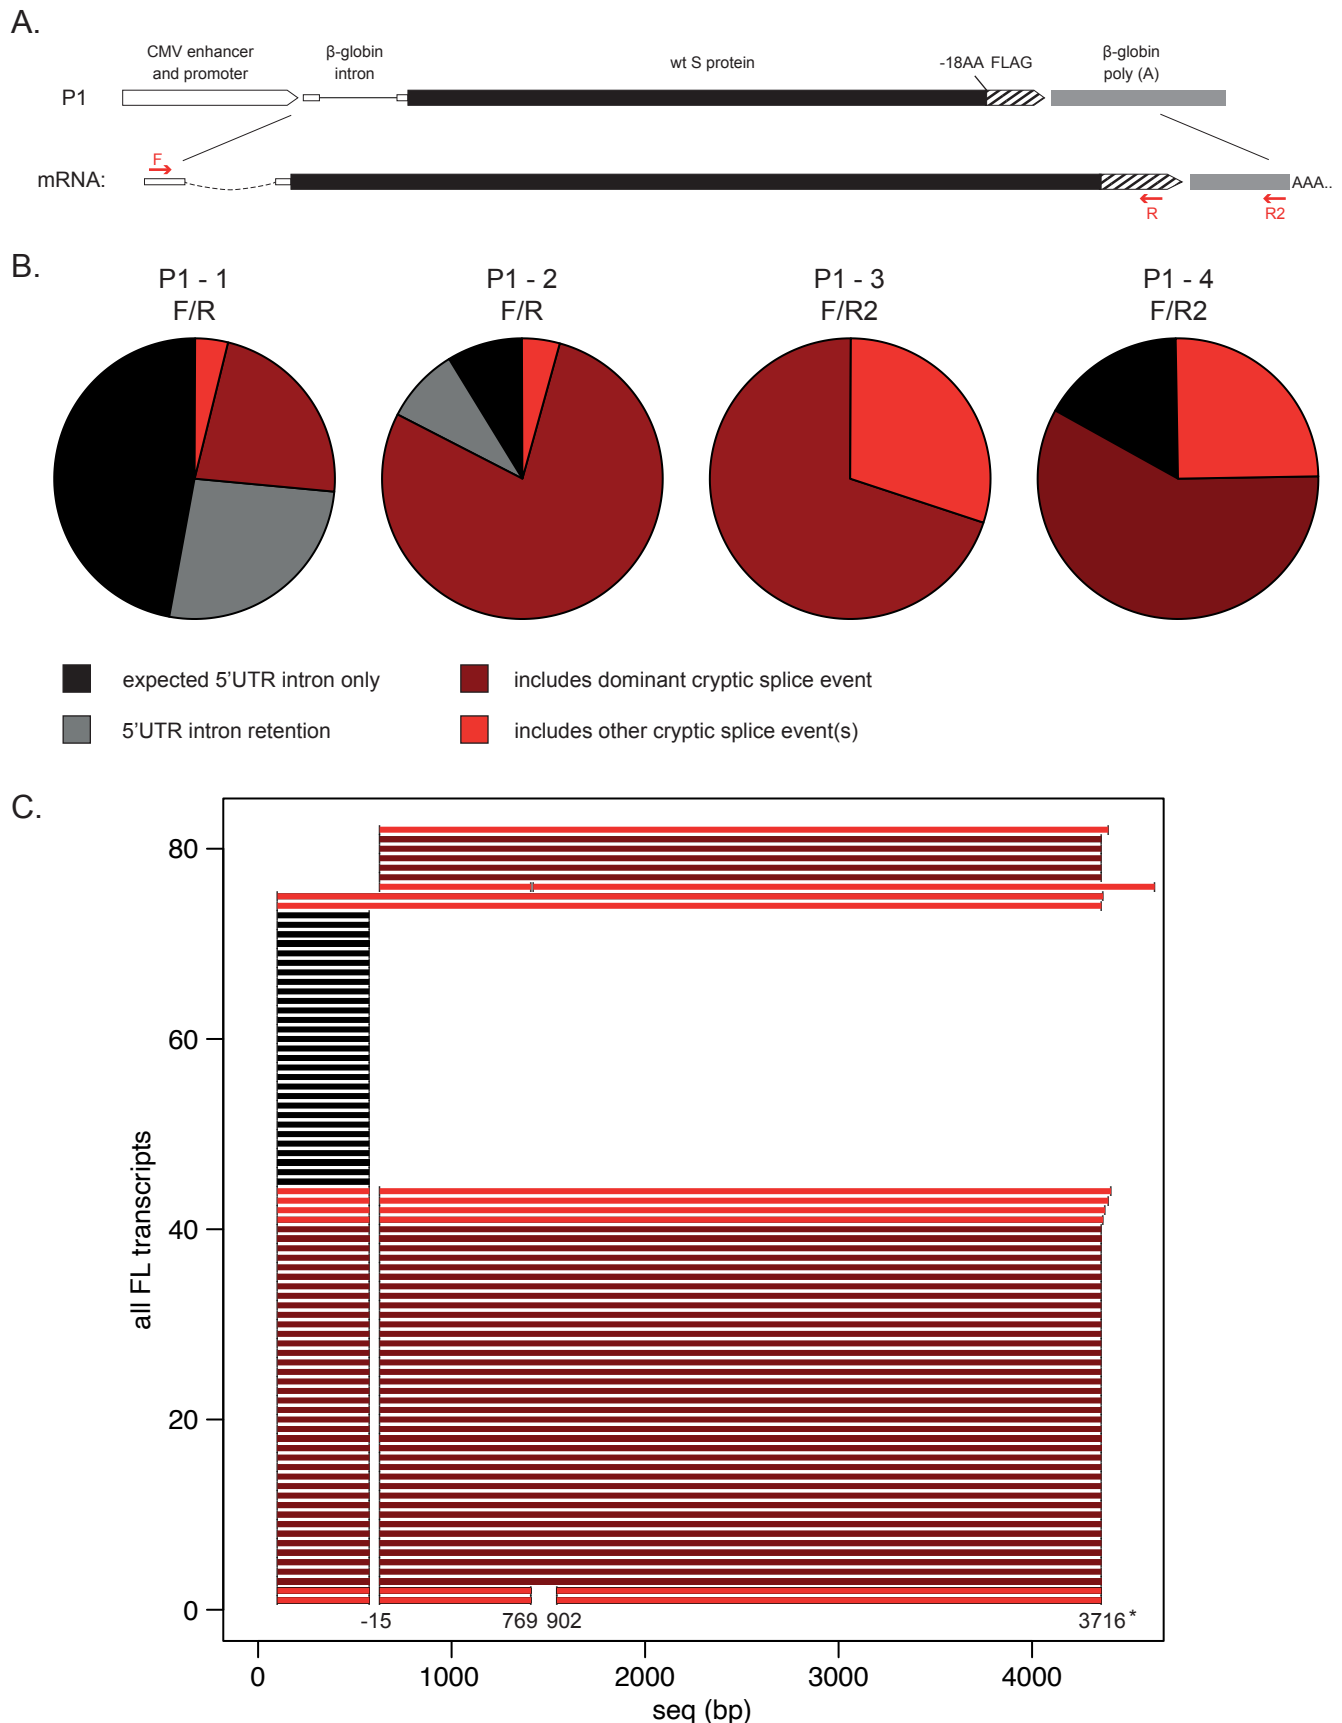 A.
CMV enhancer
and promoter
β-globin
intron
wt S protein
-18AA FLAG
β-globin
poly (A)
P1
F
mRNA:
AAA..
R
R2
B.
P1 - 1
F/R
P1 - 2
F/R
P1 - 3
F/R2
P1 - 4
F/R2
expected 5'UTR intron only
includes dominant cryptic splice event
5'UTR intron retention
includes other cryptic splice event(s)
C.
80
60
40
20
0
all FL transcripts
-15
769
902
3716*
0
1000
2000
3000
4000
seq (bp)